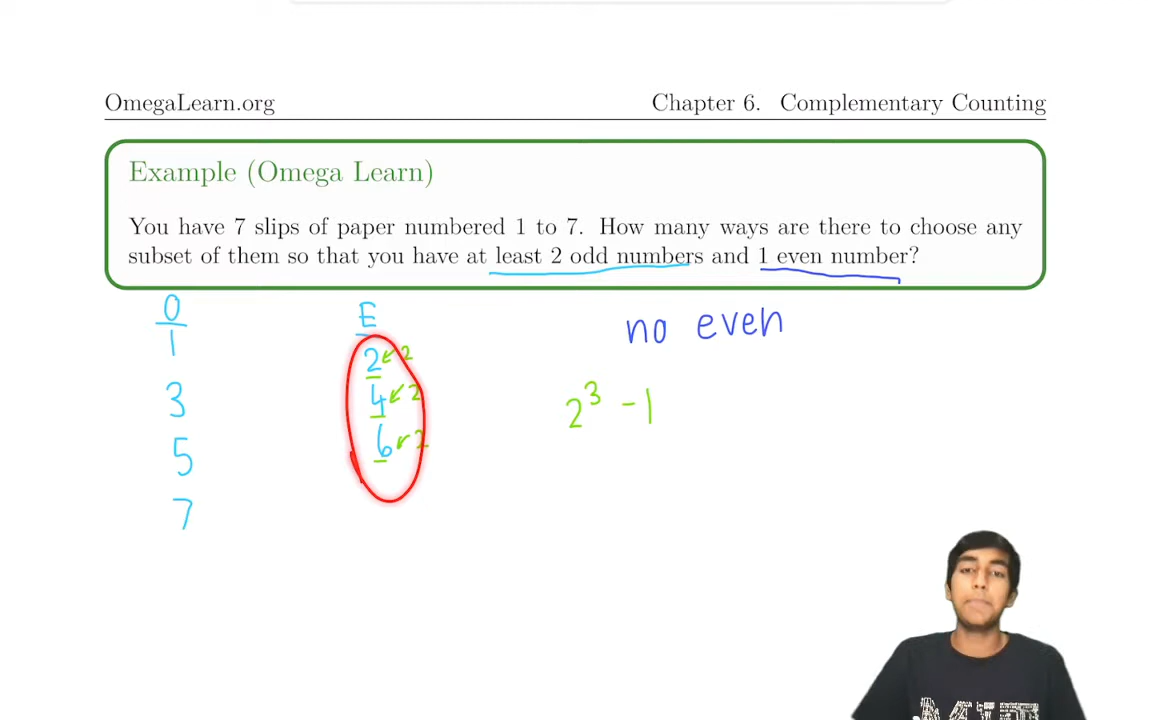 OmegaLearn.org Chapter 6. Complementary Counting
Example (Omega Learn)
You have 7 slips of paper numbered 1 to 7. How many ways are there to choose any
subset of them so that you have at least 2 odd numbers and 1 even number?
O E no even
1 2 2
3 4 2 2³ - 1
5 6 2
7